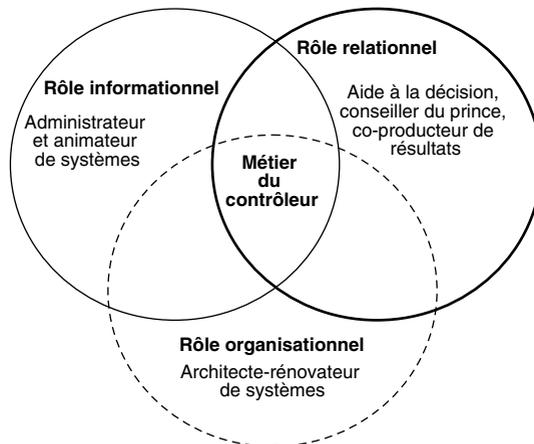 Rôle informationnel
Administrateur
et animateur
de systèmes
Rôle relationnel
Aide à la décision,
conseiller du prince,
co-producteur de
résultats
Métier
du
contrôleur
Rôle organisationnel
Architecte-rénovateur
de systèmes